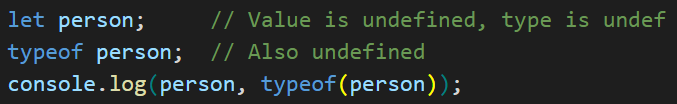 let person;      // Value is undefined, type is undef
typeof person;  // Also undefined
console.log(person, typeof(person));